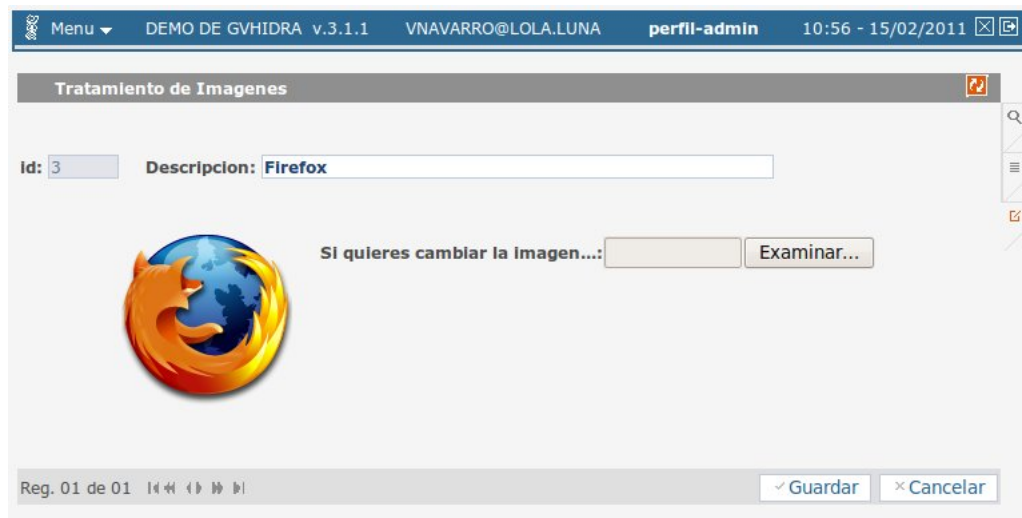 Menu DEMO DE GVHIDRA v.3.1.1 VNAVARRO@LOLA.LUNA perfil-admin 10:56 - 15/02/2011
Tratamiento de Imagenes
id: 3 Descripcion: Firefox
Si quieres cambiar la imagen...: Examinar...
Reg. 01 de 01 Guardar Cancelar